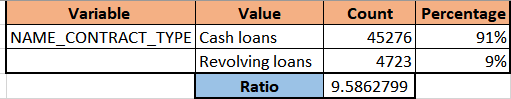 Variable Value Count Percentage
NAME_CONTRACT_TYPE Cash loans 45276 91%
Revolving loans 4723 9%
Ratio 9.5862799